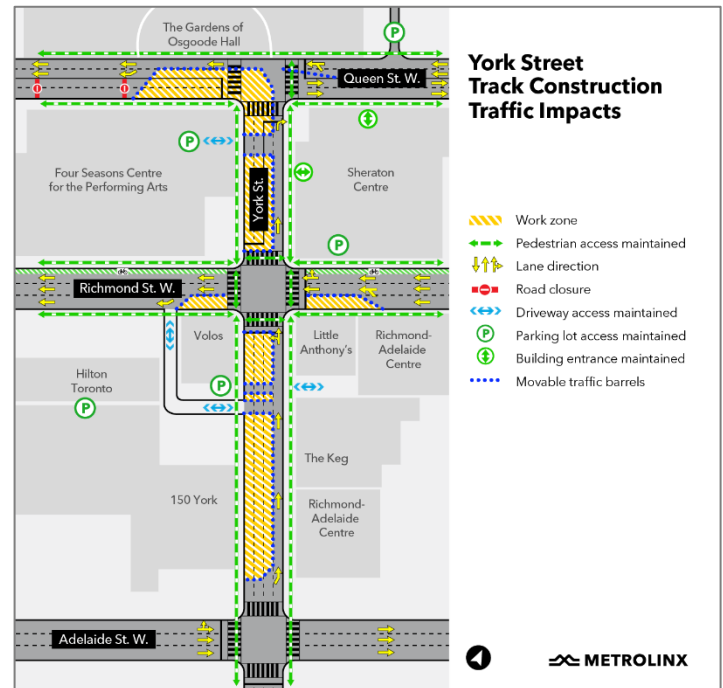 The Gardens of
Osgoode Hall
P
Queen St. W.
York Street
Track Construction
Traffic Impacts
P
Four Seasons Centre
for the Performing Arts
York St.
Sheraton
Centre
P
Work zone
Pedestrian access maintained
Lane direction
Road closure
Driveway access maintained
P Parking lot access maintained
Building entrance maintained
Movable traffic barrels
Richmond St. W.
Volos
Little
Anthony's
Richmond-
Adelaide
Centre
Hilton
Toronto
P
P
The Keg
150 York
Richmond-
Adelaide
Centre
Adelaide St. W.
METROLINX